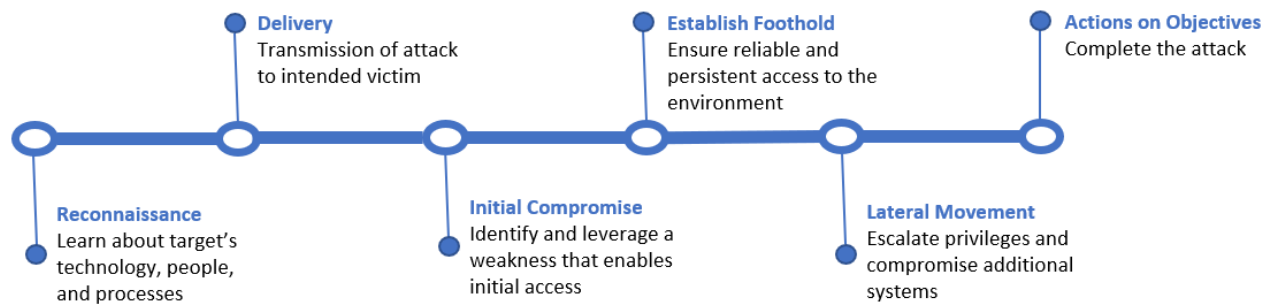 Reconnaissance
Learn about target's
technology, people,
and processes
Delivery
Transmission of attack
to intended victim
Initial Compromise
Identify and leverage a
weakness that enables
initial access
Establish Foothold
Ensure reliable and
persistent access to the
environment
Lateral Movement
Escalate privileges and
compromise additional
systems
Actions on Objectives
Complete the attack